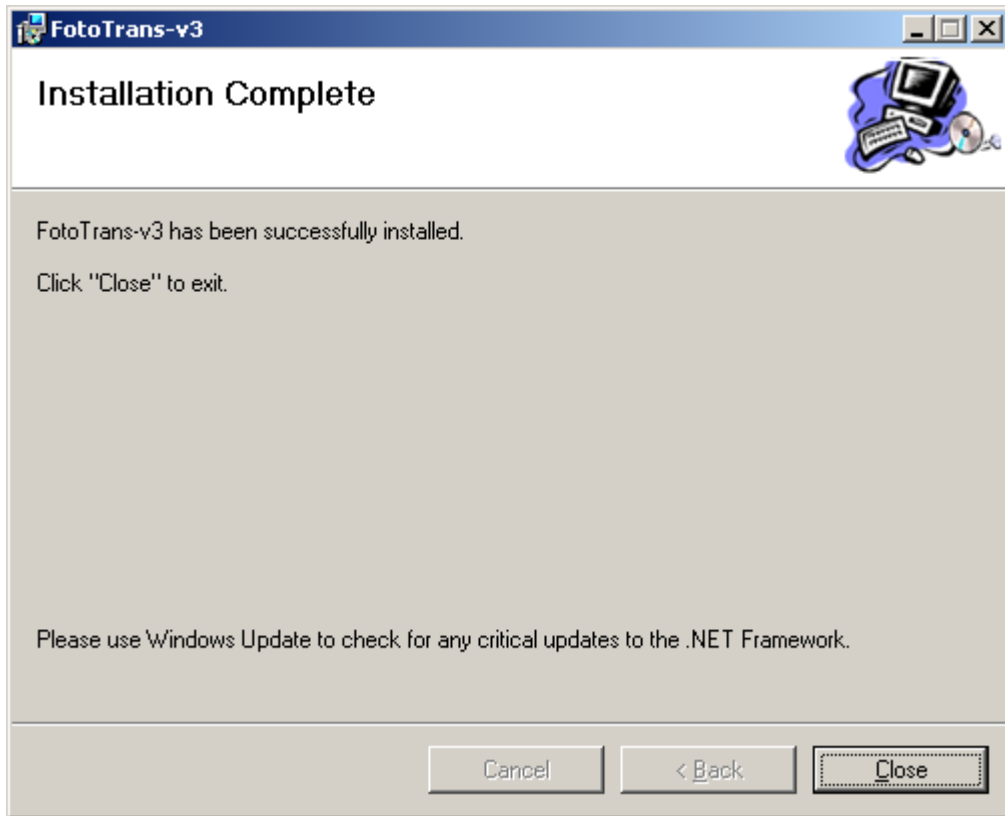 FotoTrans-v3
Installation Complete
FotoTrans-v3 has been successfully installed.
Click "Close" to exit.
Please use Windows Update to check for any critical updates to the .NET Framework.
Cancel
< Back
Close